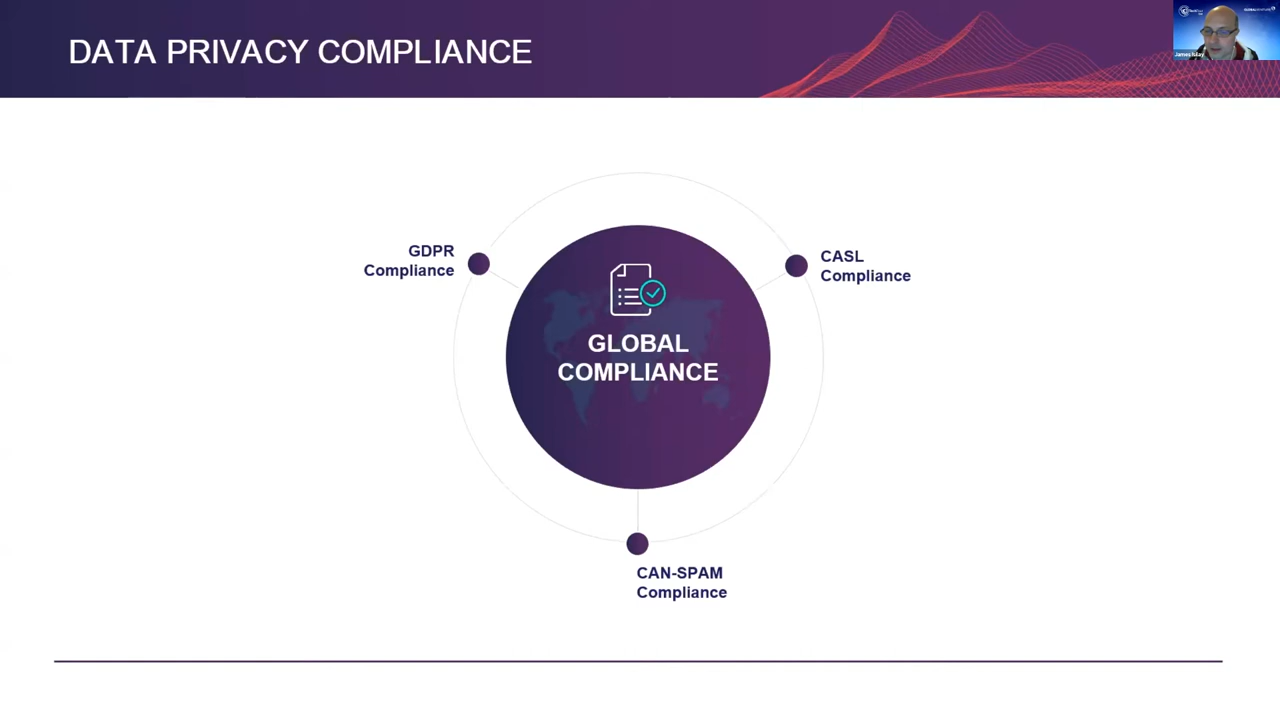 DATA PRIVACY COMPLIANCE
GDPR
Compliance
CASL
Compliance
GLOBAL
COMPLIANCE
CAN-SPAM
Compliance